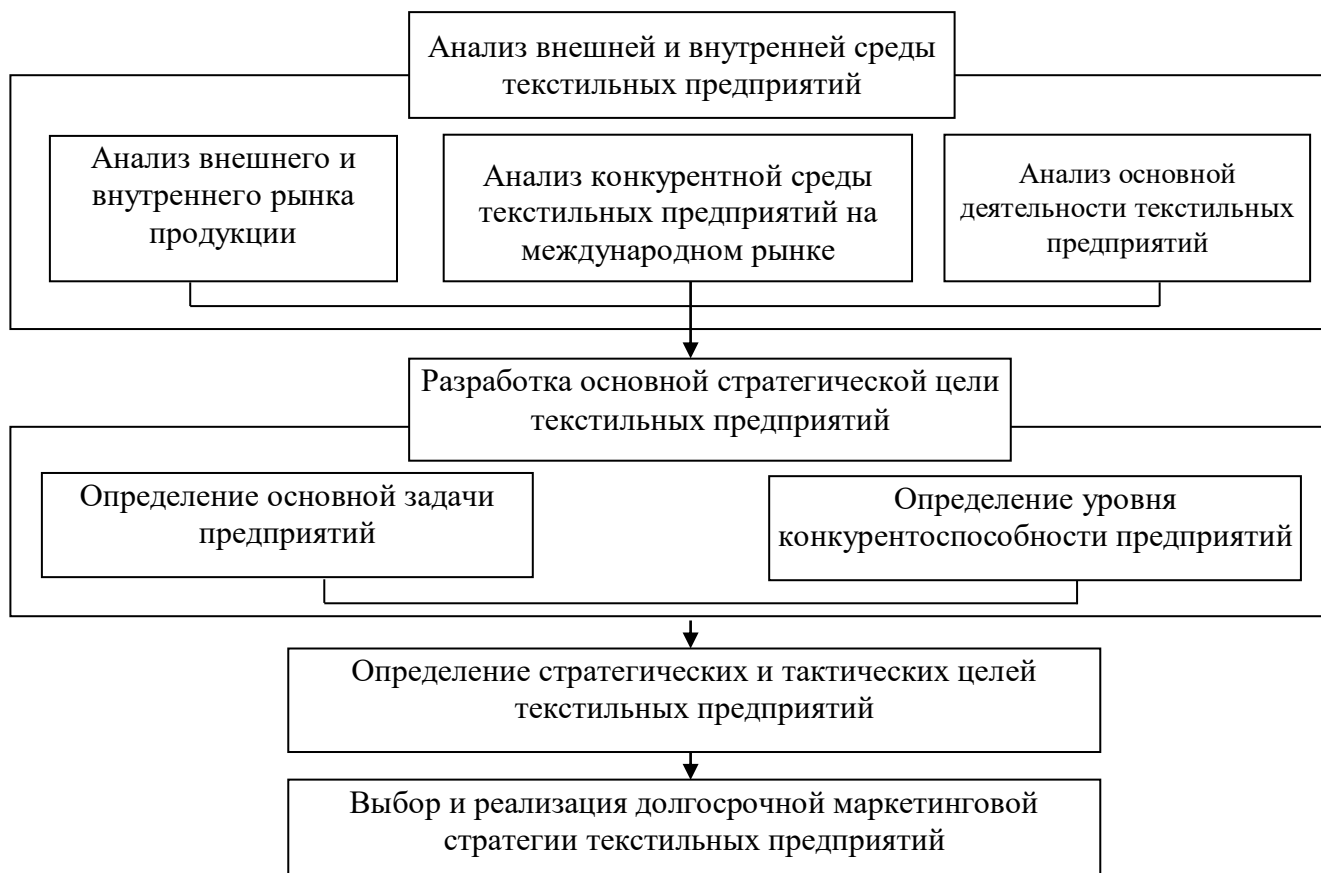 Анализ внешней и внутренней среды
текстильных предприятий
Анализ внешнего и
внутреннего рынка
продукции
Анализ конкурентной среды
текстильных предприятий на
международном рынке
Анализ основной
деятельности текстильных
предприятий
Разработка основной стратегической цели
текстильных предприятий
Определение основной задачи
предприятий
Определение уровня
конкурентоспособности предприятий
Определение стратегических и тактических целей
текстильных предприятий
Выбор и реализация долгосрочной маркетинговой
стратегии текстильных предприятий